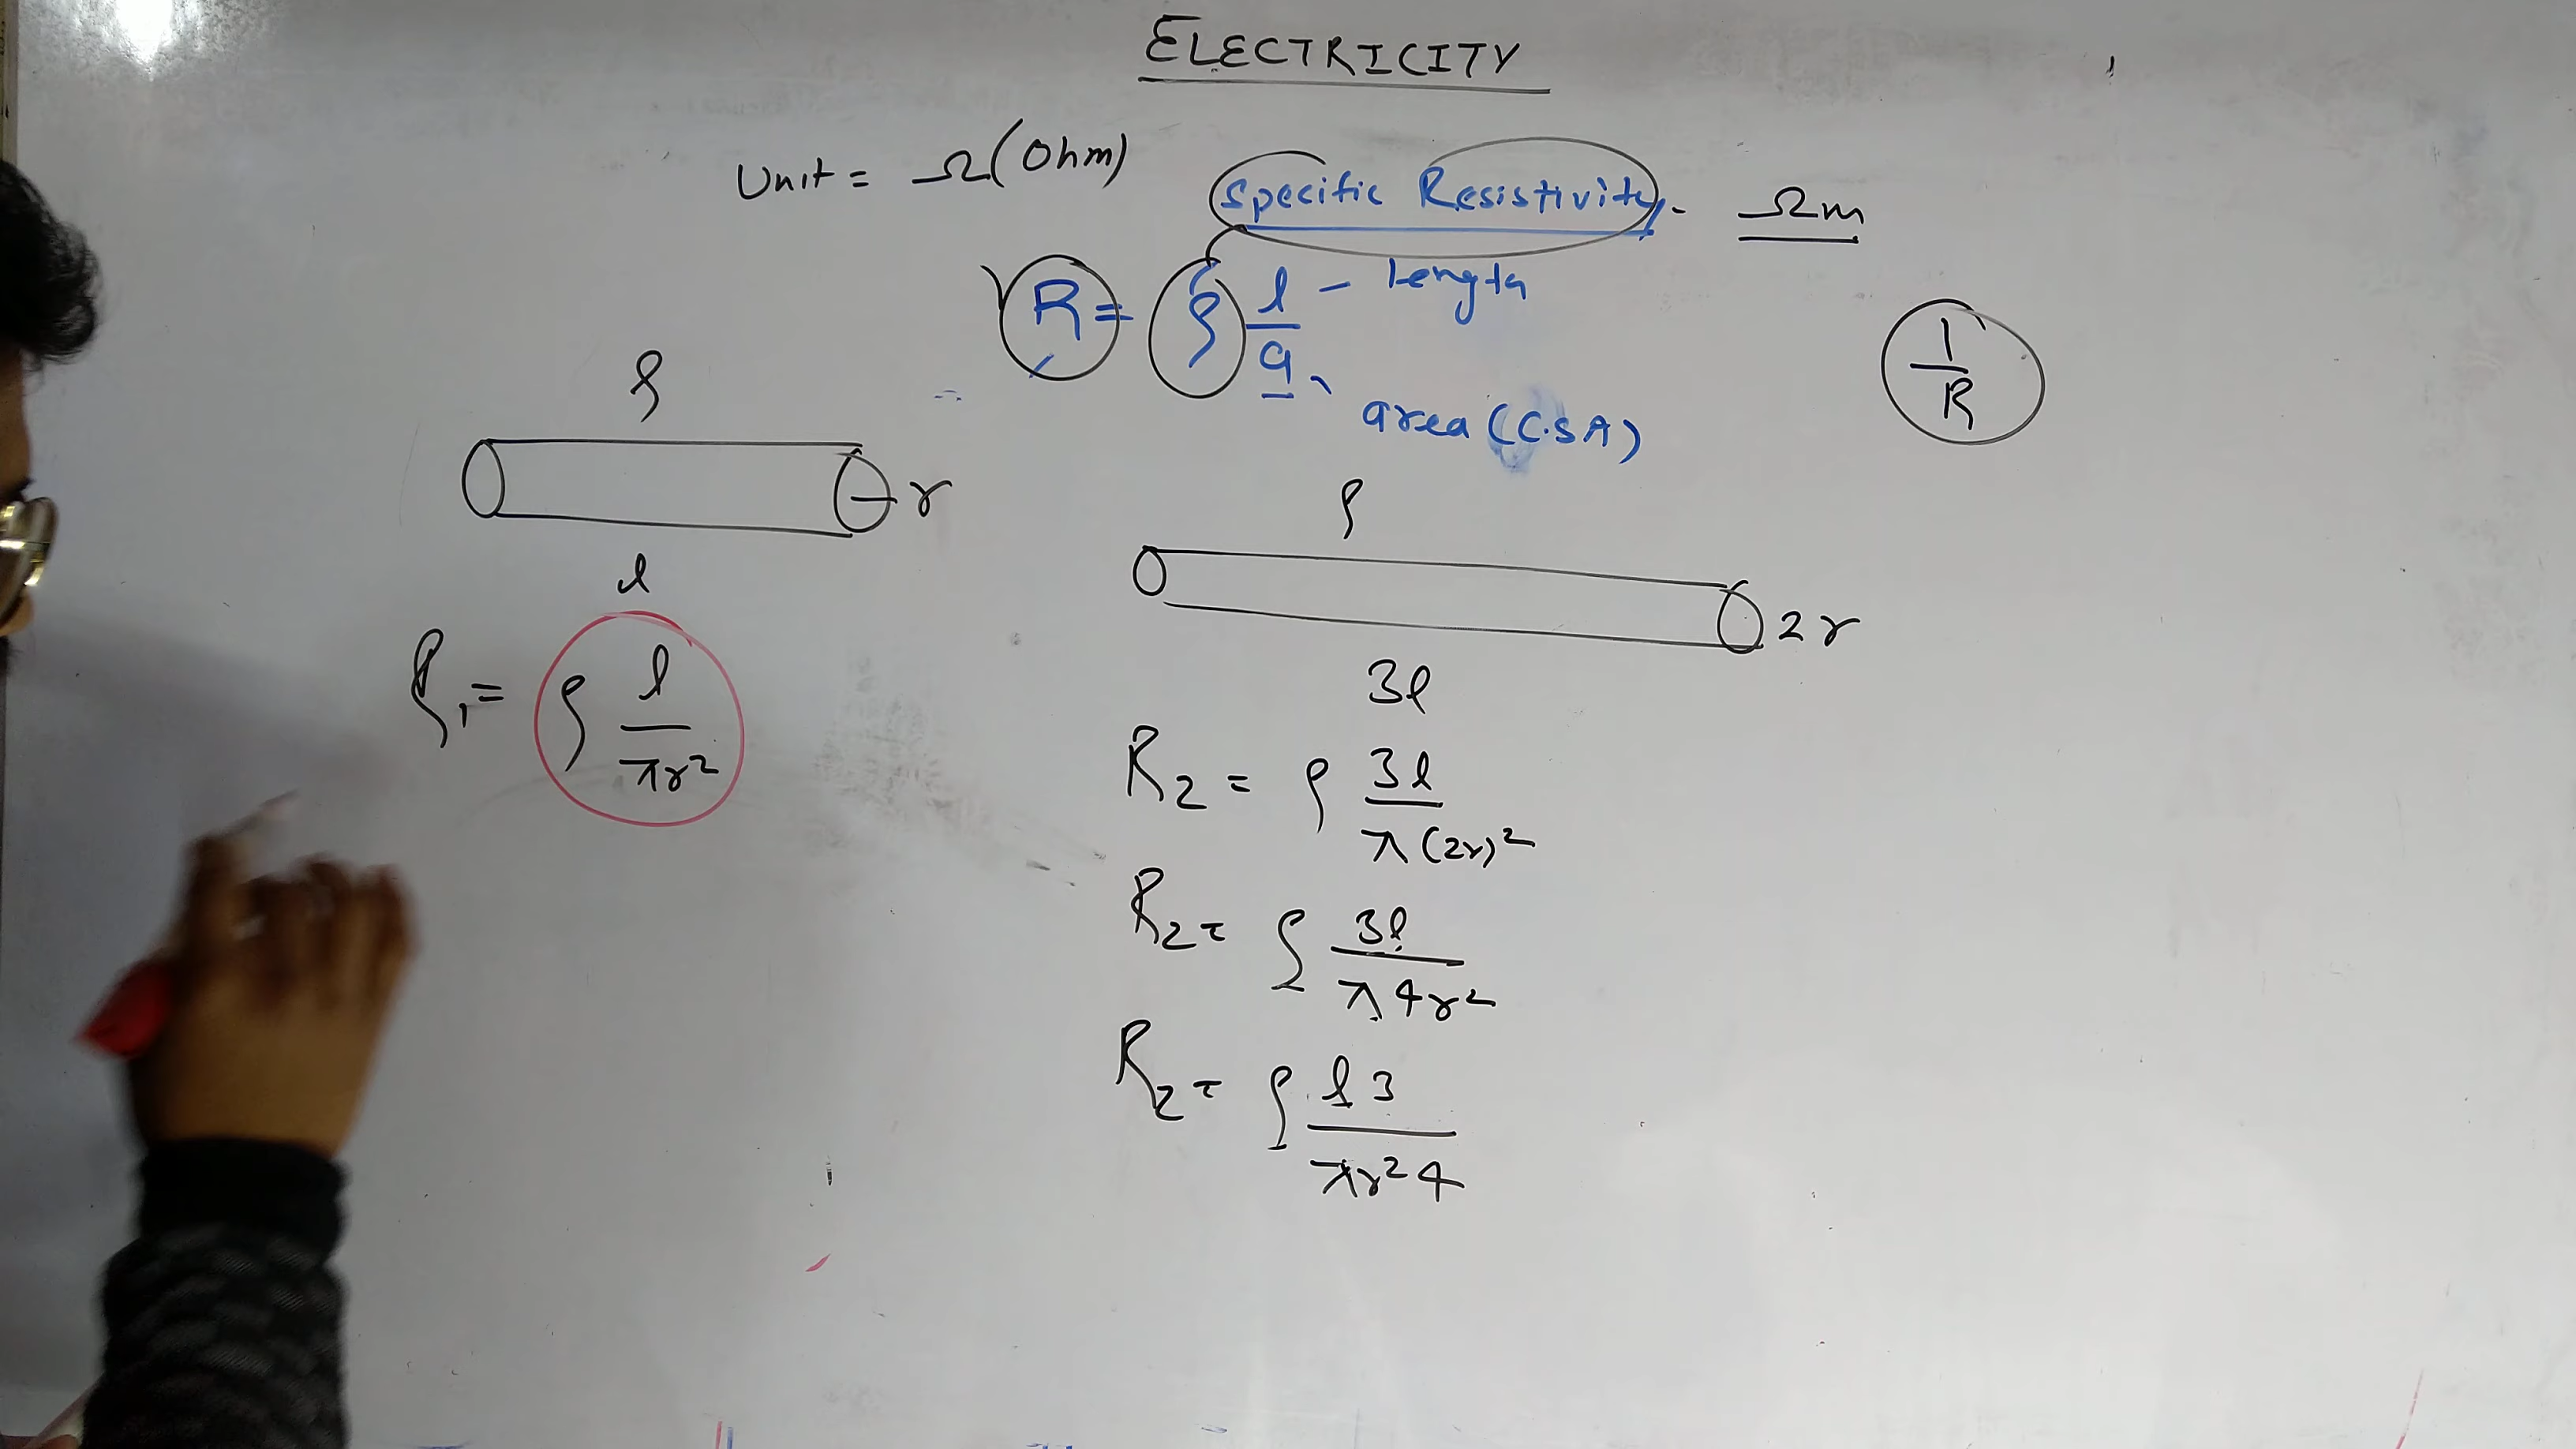 ELECTRICITY
Unit = Ω (Ohm)
Specific Resistivity - Ωm
R = ρ l/a
l - Length
area (C.S.A)
1/R
ρ
r
l
R₁ = ρ l/πr²
ρ
2r
3l
R₂ = ρ 3l/π(2r)²
R₂ = ρ 3l/π4r²
R₂ = ρ l3/πr²4